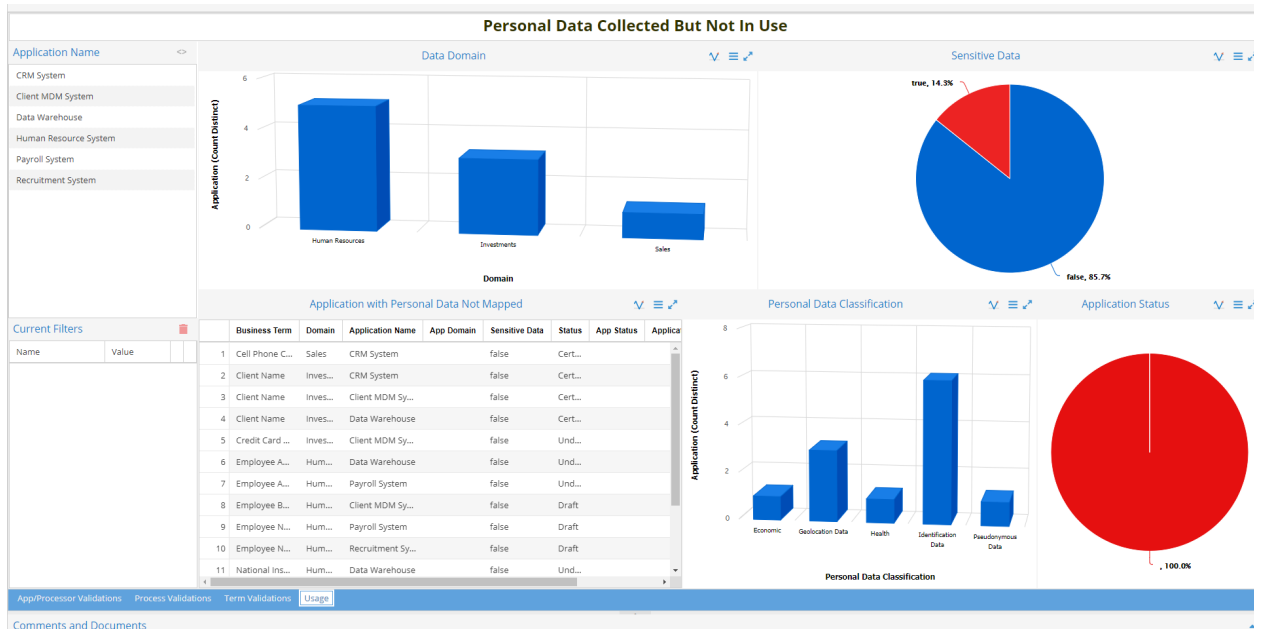 Personal Data Collected But Not In Use
Application Name <>
CRM System
Client MDM System
Data Warehouse
Human Resource System
Payroll System
Recruitment System
Data Domain
6
4
2
0
Application (Count Distinct)
Human Resources
Investments
Sales
Domain
Sensitive Data
true, 14.3%
false, 85.7%
Current Filters
Name Value
Application with Personal Data Not Mapped
Business Term Domain Application Name App Domain Sensitive Data Status App Status Applicat
1 Cell Phone C... Sales CRM System false Cert...
2 Client Name Inves... CRM System false Cert...
3 Client Name Inves... Client MDM Sy... false Cert...
4 Client Name Inves... Data Warehouse false Cert...
5 Credit Card ... Inves... Client MDM Sy... false Und...
6 Employee A... Hum... Data Warehouse false Und...
7 Employee A... Hum... Payroll System false Und...
8 Employee B... Hum... Client MDM Sy... false Draft
9 Employee N... Hum... Payroll System false Draft
10 Employee N... Hum... Recruitment Sy... false Draft
11 National Ins... Hum... Data Warehouse false Und...
Personal Data Classification
8
6
4
2
0
Application (Count Distinct)
Economic
Geolocation Data
Health
Identification
Data
Pseudonymous
Data
Personal Data Classification
Application Status
, 100.0%
App/Processor Validations Process Validations Term Validations Usage
Comments and Documents